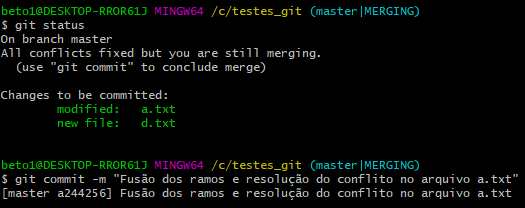 beto1@DESKTOP-RROR61J MINGW64 /c/testes_git (master|MERGING)
$ git status
On branch master
All conflicts fixed but you are still merging.
  (use "git commit" to conclude merge)

Changes to be committed:
        modified:   a.txt
        new file:   d.txt

beto1@DESKTOP-RROR61J MINGW64 /c/testes_git (master|MERGING)
$ git commit -m "Fusão dos ramos e resolução do conflito no arquivo a.txt"
[master a244256] Fusão dos ramos e resolução do conflito no arquivo a.txt